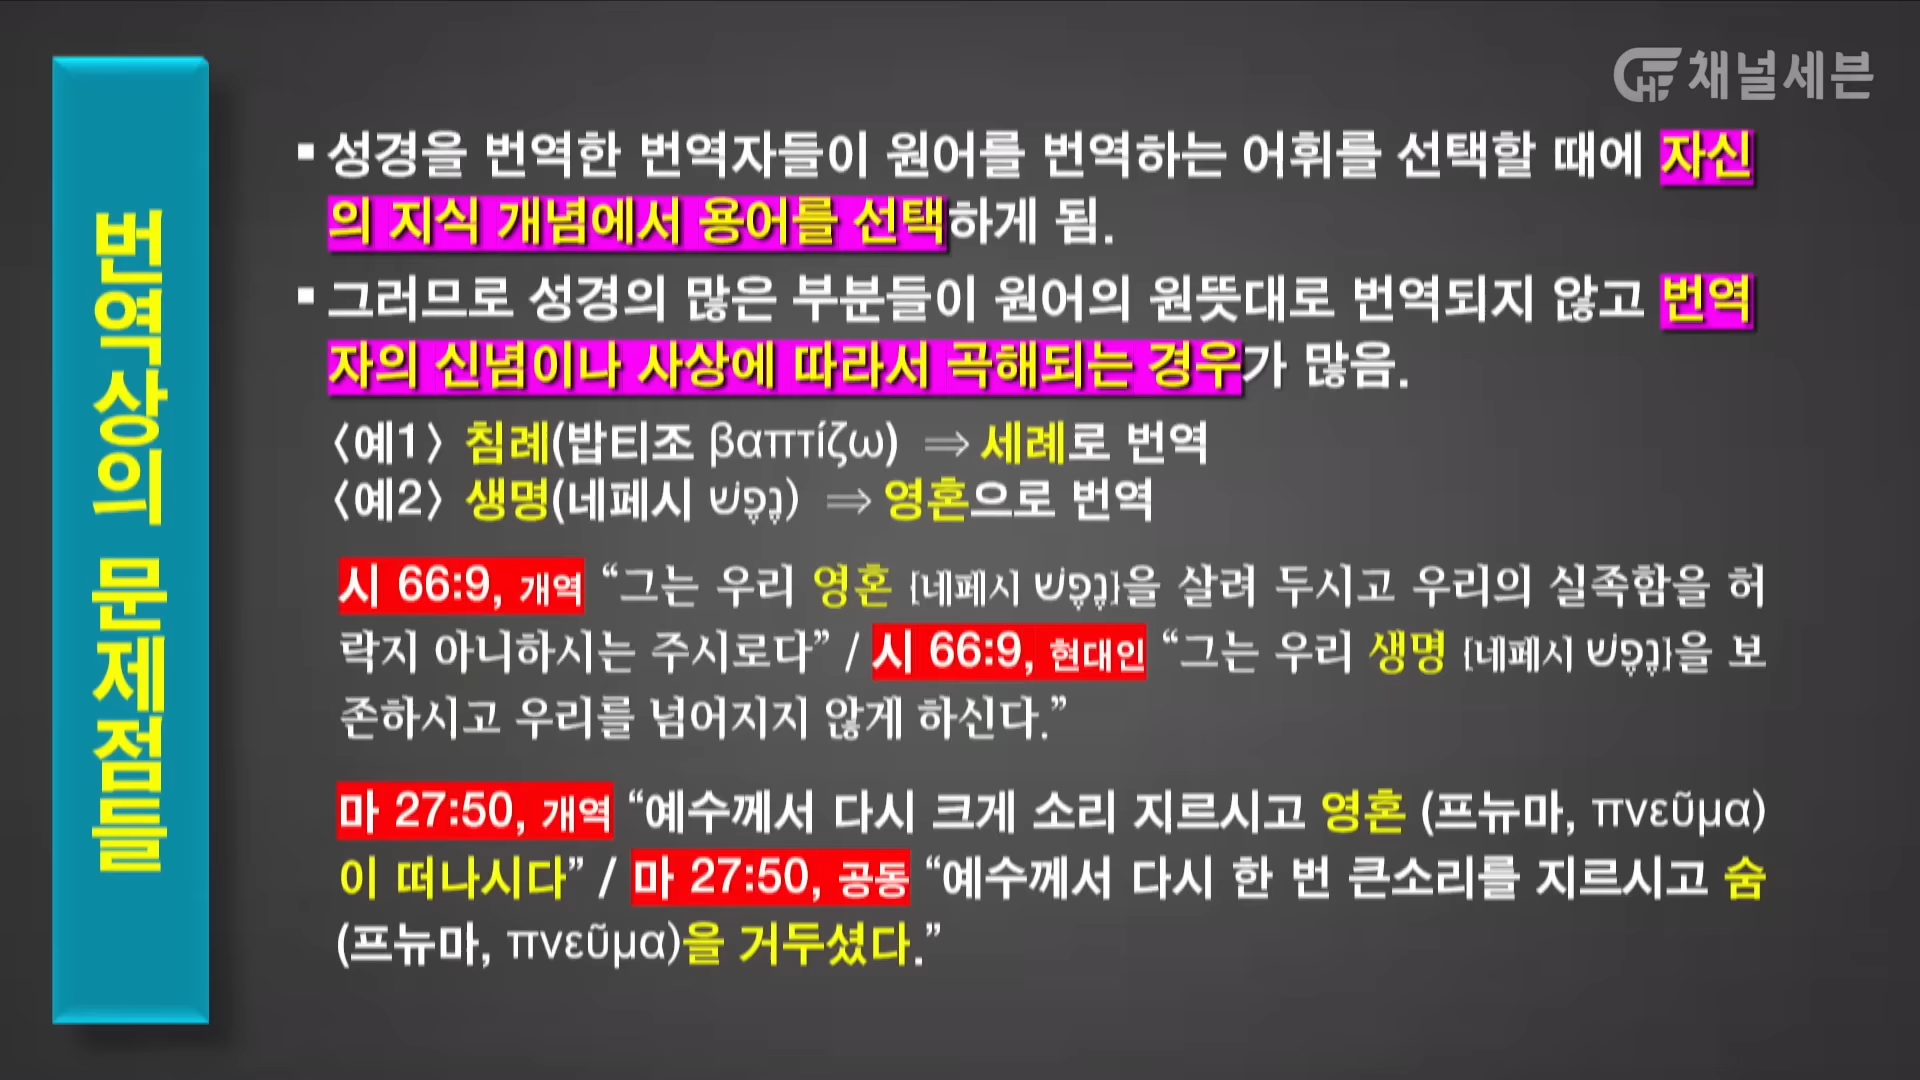 채널세븐
번역상의 문제점들
▪ 성경을 번역한 번역자들이 원어를 번역하는 어휘를 선택할 때에 자신
의 지식 개념에서 용어를 선택하게 됨.
▪ 그러므로 성경의 많은 부분들이 원어의 원뜻대로 번역되지 않고 번역
자의 신념이나 사상에 따라서 곡해되는 경우가 많음.
<예1> 침례(밥티조 βαπτίζω) ⇒ 세례로 번역
<예2> 생명(네페시 נֶפֶשׁ) ⇒ 영혼으로 번역
시 66:9, 개역 “그는 우리 영혼 {네페시 נֶפֶשׁ}을 살려 두시고 우리의 실족함을 허
락지 아니하시는 주시로다” / 시 66:9, 현대인 “그는 우리 생명 {네페시 נֶפֶשׁ}을 보
존하시고 우리를 넘어지지 않게 하신다.”
마 27:50, 개역 “예수께서 다시 크게 소리 지르시고 영혼 (프뉴마, πνεῦμα)
이 떠나시다” / 마 27:50, 공동 “예수께서 다시 한 번 큰소리를 지르시고 숨
(프뉴마, πνεῦμα)을 거두셨다.”